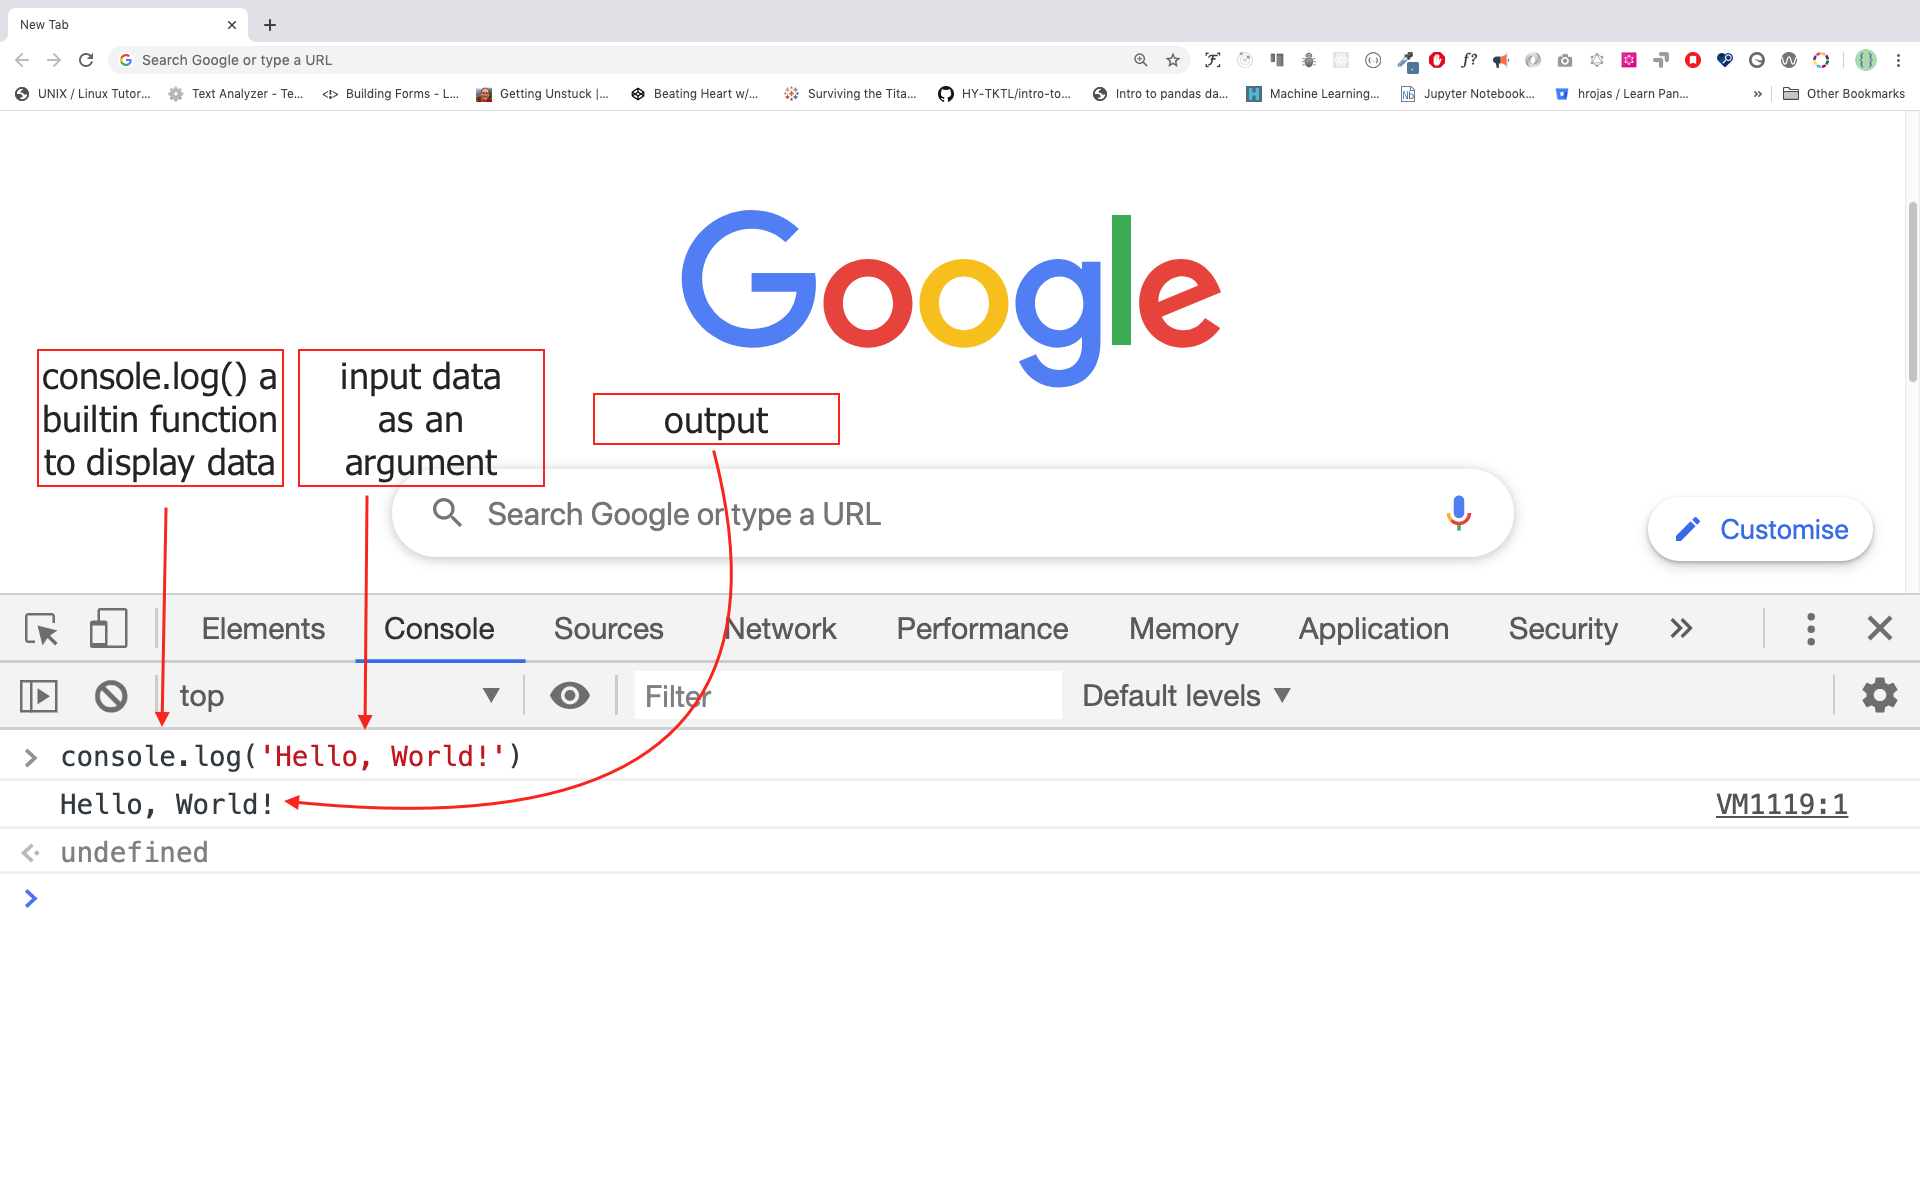 New Tab
Search Google or type a URL
UNIX / Linux Tutor...
Text Analyzer - Te...
Building Forms - L...
Getting Unstuck |...
Beating Heart w/...
Surviving the Tita...
HY-TKTL/intro-to...
Intro to pandas da...
Machine Learning...
Jupyter Notebook...
hrojas / Learn Pan...
Other Bookmarks
Google
console.log() a
builtin function
to display data
input data
as an
argument
output
Search Google or type a URL
Customise
Elements Console Sources Network Performance Memory Application Security
top Filter Default levels
console.log('Hello, World!')
Hello, World! VM1119:1
undefined